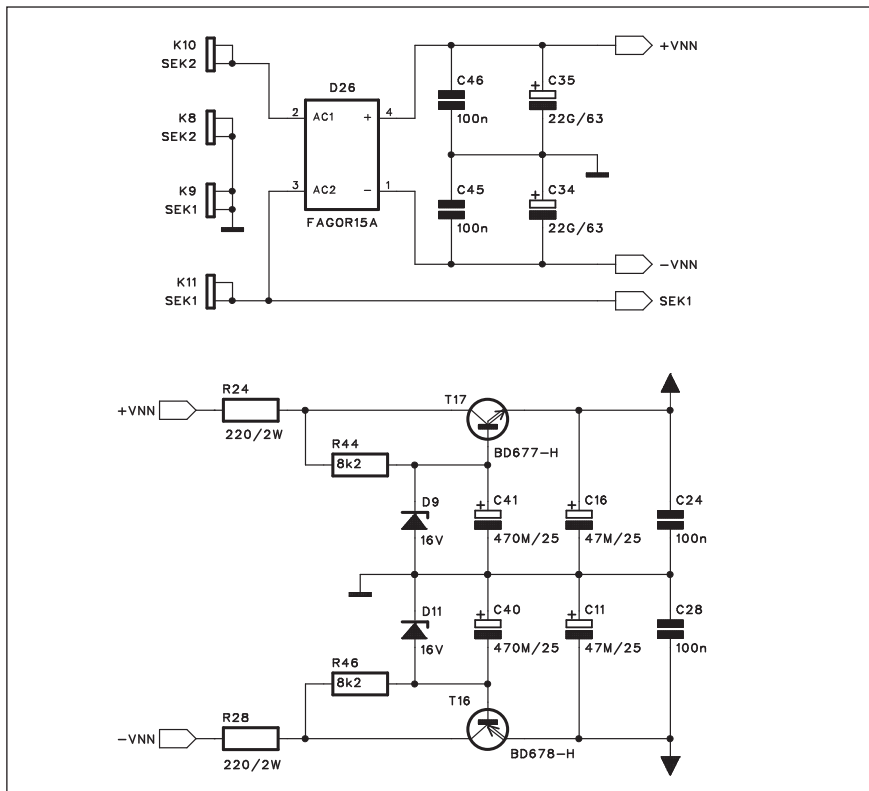 K10
SEK2
D26
C46
C35
+VNN
2
AC1
+
4
+
100n
22G/63
K8
SEK2
K9
SEK1
3
AC2
−
1
FAGOR15A
C45
C34
+
100n
22G/63
−VNN
K11
SEK1
SEK1
R24
+VNN
220/2W
T17
BD677-H
R44
8k2
D9
16V
C41
+
470M/25
C16
+
47M/25
C24
100n
D11
16V
C40
+
470M/25
C11
+
47M/25
C28
100n
R46
8k2
T16
BD678-H
R28
−VNN
220/2W